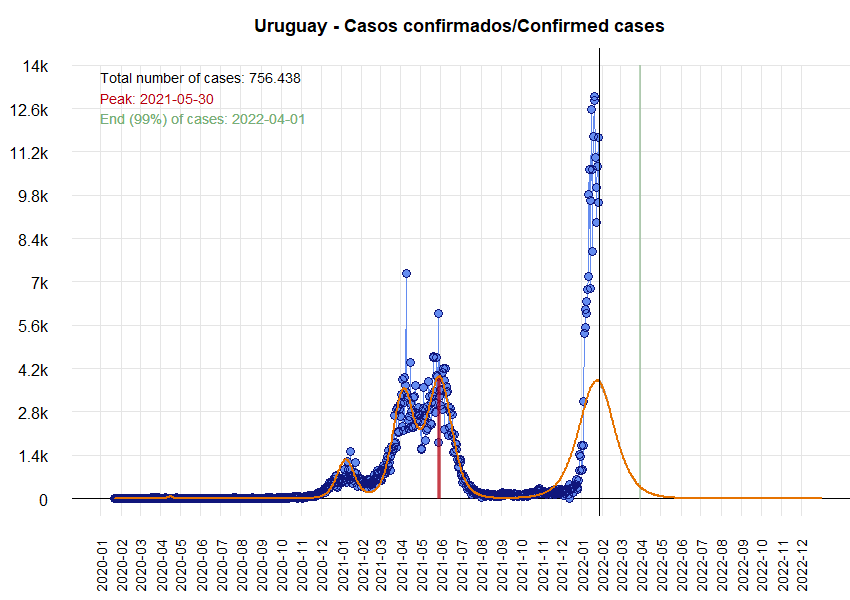 Uruguay - Casos confirmados/Confirmed cases
14k
Total number of cases: 756.438
Peak: 2021-05-30
12.6k
End (99%) of cases: 2022-04-01
11.2k
9.8k
8.4k
7k
5.6k
4.2k
2.8k
1.4k
0
2020-01
2020-02
2020-03
2020-04
2020-05
2020-06
2020-07
2020-08
2020-09
2020-10
2020-11
2020-12
2021-01
2021-03
2021-04
2021-05
2021-06
2021-07
2021-08
2021-09
2021-10
2021-11
2021-12
2022-01
2022-02
2022-03
2022-04
2022-05
2022-06
2022-07
2022-08
2022-09
2022-10
2022-11
2022-12